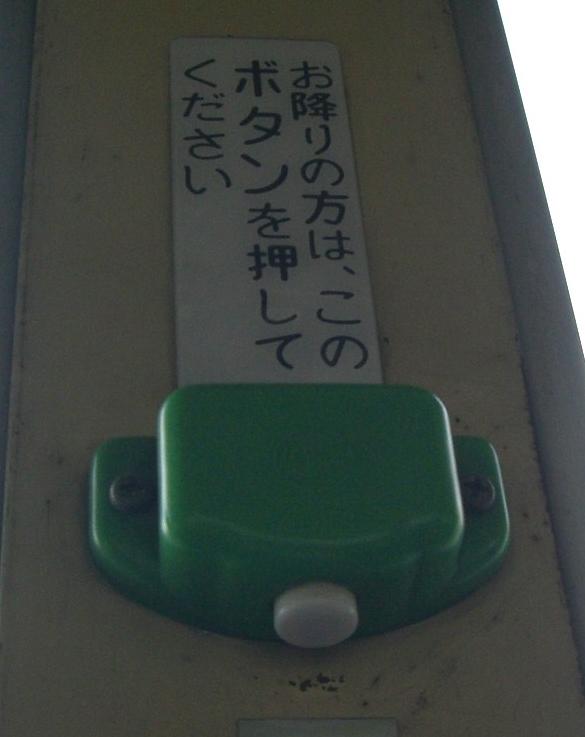 お降りの方は、この
ボタンを押して
ください